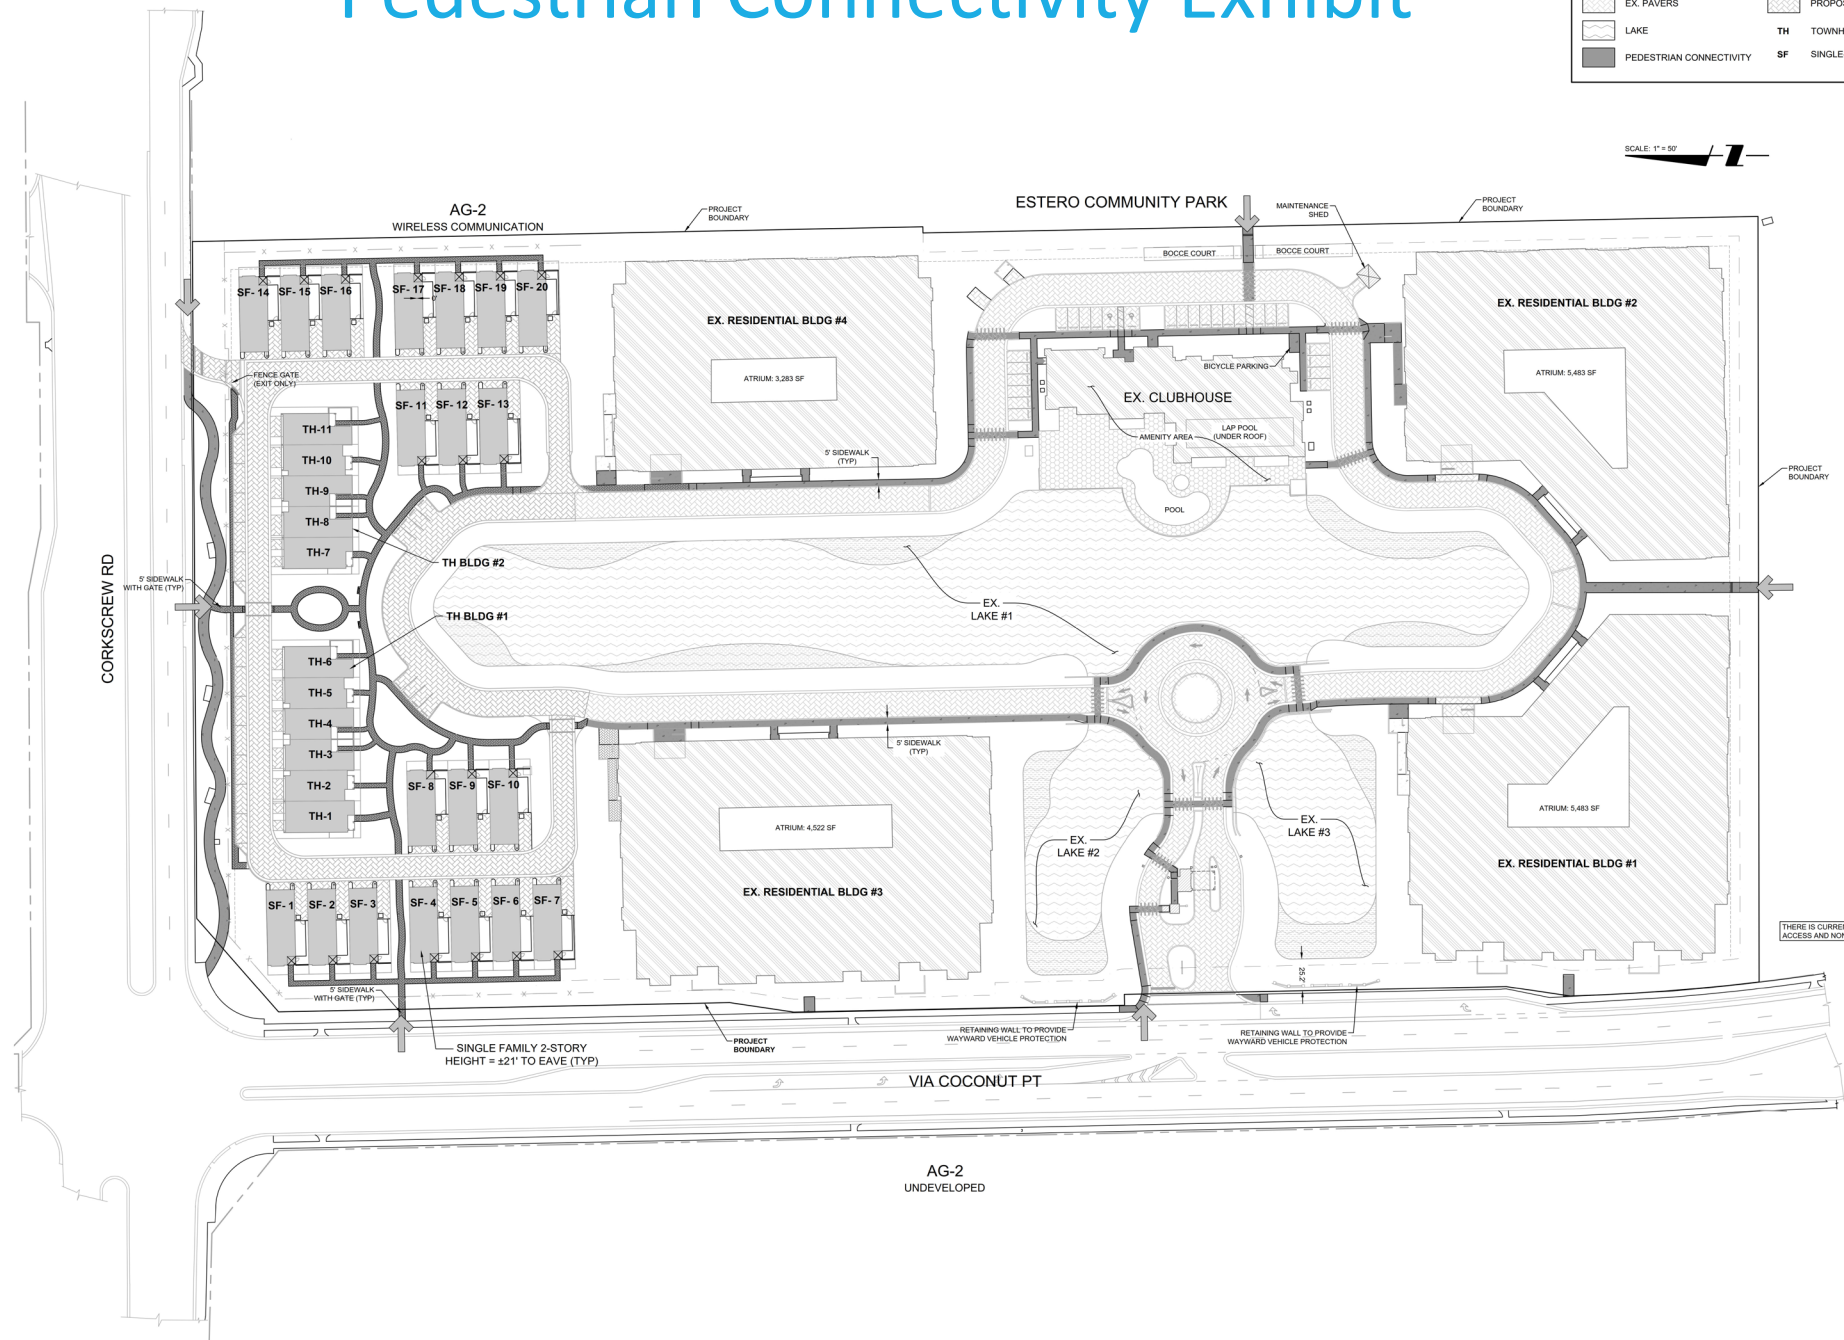 Pedestrian Connectivity Exhibit
EX. PAVERS
LAKE
TH
PEDESTRIAN CONNECTIVITY
SF
SCALE: 1" = 50'
AG-2
WIRELESS COMMUNICATION
PROJECT
BOUNDARY
ESTERO COMMUNITY PARK
MAINTENANCE
SHED
PROJECT
BOUNDARY
BOCCE COURT
BOCCE COURT
SF- 14
SF- 15
SF- 16
SF- 17
SF- 18
SF- 19
SF- 20
EX. RESIDENTIAL BLDG #4
ATRIUM: 3,283 SF
EX. RESIDENTIAL BLDG #2
ATRIUM: 5,483 SF
FENCE GATE
(EXIT ONLY)
BICYCLE PARKING
EX. CLUBHOUSE
SF- 11
SF- 12
SF- 13
TH-11
TH-10
TH-9
TH-8
TH-7
LAP POOL
(UNDER ROOF)
AMENITY AREA
5' SIDEWALK
(TYP)
POOL
PROJECT
BOUNDARY
CORKSCREW RD
TH BLDG #2
5' SIDEWALK
WITH GATE (TYP)
TH BLDG #1
EX.
LAKE #1
TH-6
TH-5
TH-4
TH-3
TH-2
TH-1
5' SIDEWALK
(TYP)
SF- 8
SF- 9
SF- 10
ATRIUM: 4,522 SF
EX. RESIDENTIAL BLDG #3
EX.
LAKE #2
EX.
LAKE #3
ATRIUM: 5,483 SF
EX. RESIDENTIAL BLDG #1
SF- 1
SF- 2
SF- 3
SF- 4
SF- 5
SF- 6
SF- 7
ACCESS AND
25.2'
5' SIDEWALK
WITH GATE (TYP)
SINGLE FAMILY 2-STORY
HEIGHT = ±21' TO EAVE (TYP)
PROJECT
BOUNDARY
RETAINING WALL TO PROVIDE
WAYWARD VEHICLE PROTECTION
RETAINING WALL TO PROVIDE
WAYWARD VEHICLE PROTECTION
VIA COCONUT PT
AG-2
UNDEVELOPED